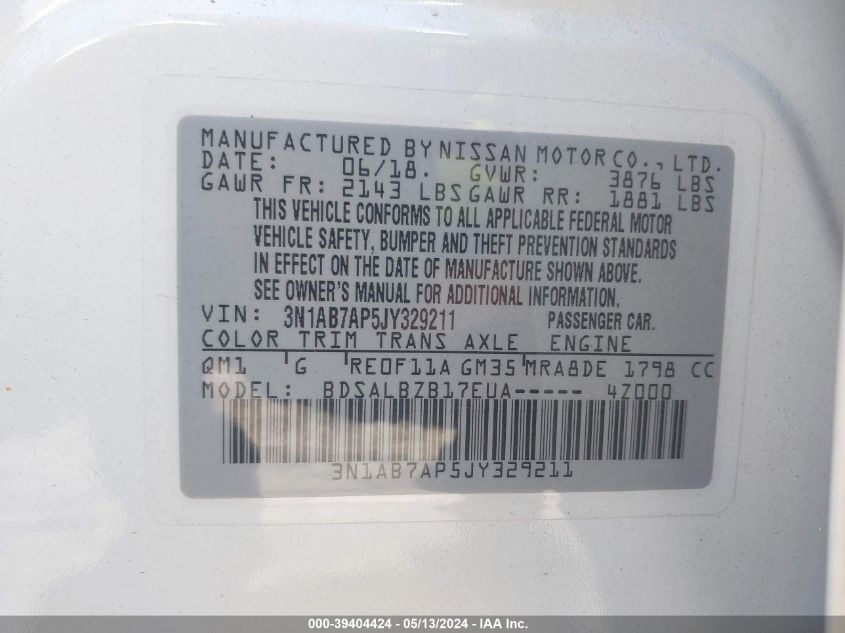 MANUFACTURED BY NISSAN MOTOR CO., LTD.
DATE: 06/18. GVWR: 3876 LBS
GAWR FR: 2143 LBS GAWR RR: 1881 LBS
THIS VEHICLE CONFORMS TO ALL APPLICABLE FEDERAL MOTOR
VEHICLE SAFETY, BUMPER AND THEFT PREVENTION STANDARDS
IN EFFECT ON THE DATE OF MANUFACTURE SHOWN ABOVE.
SEE OWNER'S MANUAL FOR ADDITIONAL INFORMATION.
VIN: 3N1AB7AP5JY329211 PASSENGER CAR.
COLOR TRIM TRANS AXLE ENGINE
QM1 G RE0F11A GM35 MRA8DE 1798 CC
MODEL: BDSALBZB17EUA----- 4Z000
3N1AB7AP5JY329211
000-39404424 - 05/13/2024 - IAA Inc.